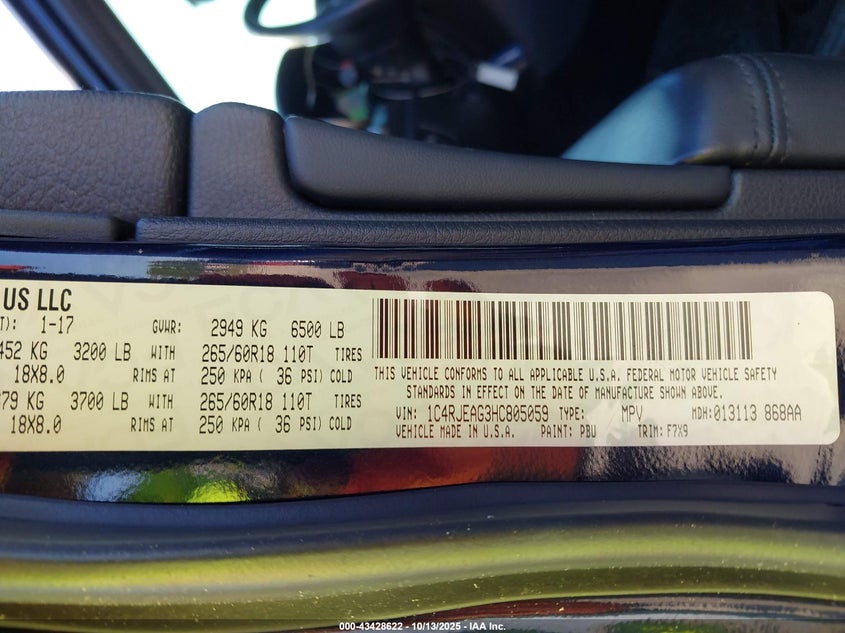 US LLC
T): 1-17 GVWR: 2949 KG 6500 LB
452 KG 3200 LB WITH 265/60R18 110T TIRES
18X8.0 RIMS AT 250 KPA ( 36 PSI) COLD
79 KG 3700 LB WITH 265/60R18 110T TIRES
18X8.0 RIMS AT 250 KPA ( 36 PSI) COLD
THIS VEHICLE CONFORMS TO ALL APPLICABLE U.S.A. FEDERAL MOTOR VEHICLE SAFETY
STANDARDS IN EFFECT ON THE DATE OF MANUFACTURE SHOWN ABOVE.
VIN: 1C4RJEAG3HC805059 TYPE: MPV MDH: 013113 868AA
VEHICLE MADE IN U.S.A. PAINT: PBU TRIM: F7X9
000-43428622 - 10/13/2025 - IAA Inc.